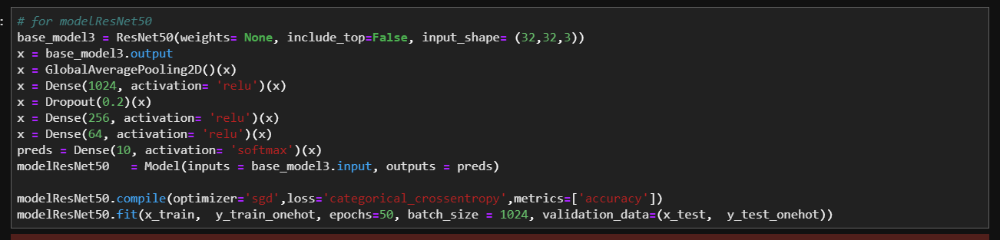 :
# for modelResNet50
base_model3 = ResNet50(weights= None, include_top=False, input_shape= (32,32,3))
x = base_model3.output
x = GlobalAveragePooling2D()(x)
x = Dense(1024, activation= 'relu')(x)
x = Dropout(0.2)(x)
x = Dense(256, activation= 'relu')(x)
x = Dense(64, activation= 'relu')(x)
preds = Dense(10, activation= 'softmax')(x)
modelResNet50   = Model(inputs = base_model3.input, outputs = preds)

modelResNet50.compile(optimizer='sgd',loss='categorical_crossentropy',metrics=['accuracy'])
modelResNet50.fit(x_train,  y_train_onehot, epochs=50, batch_size = 1024, validation_data=(x_test,  y_test_onehot))